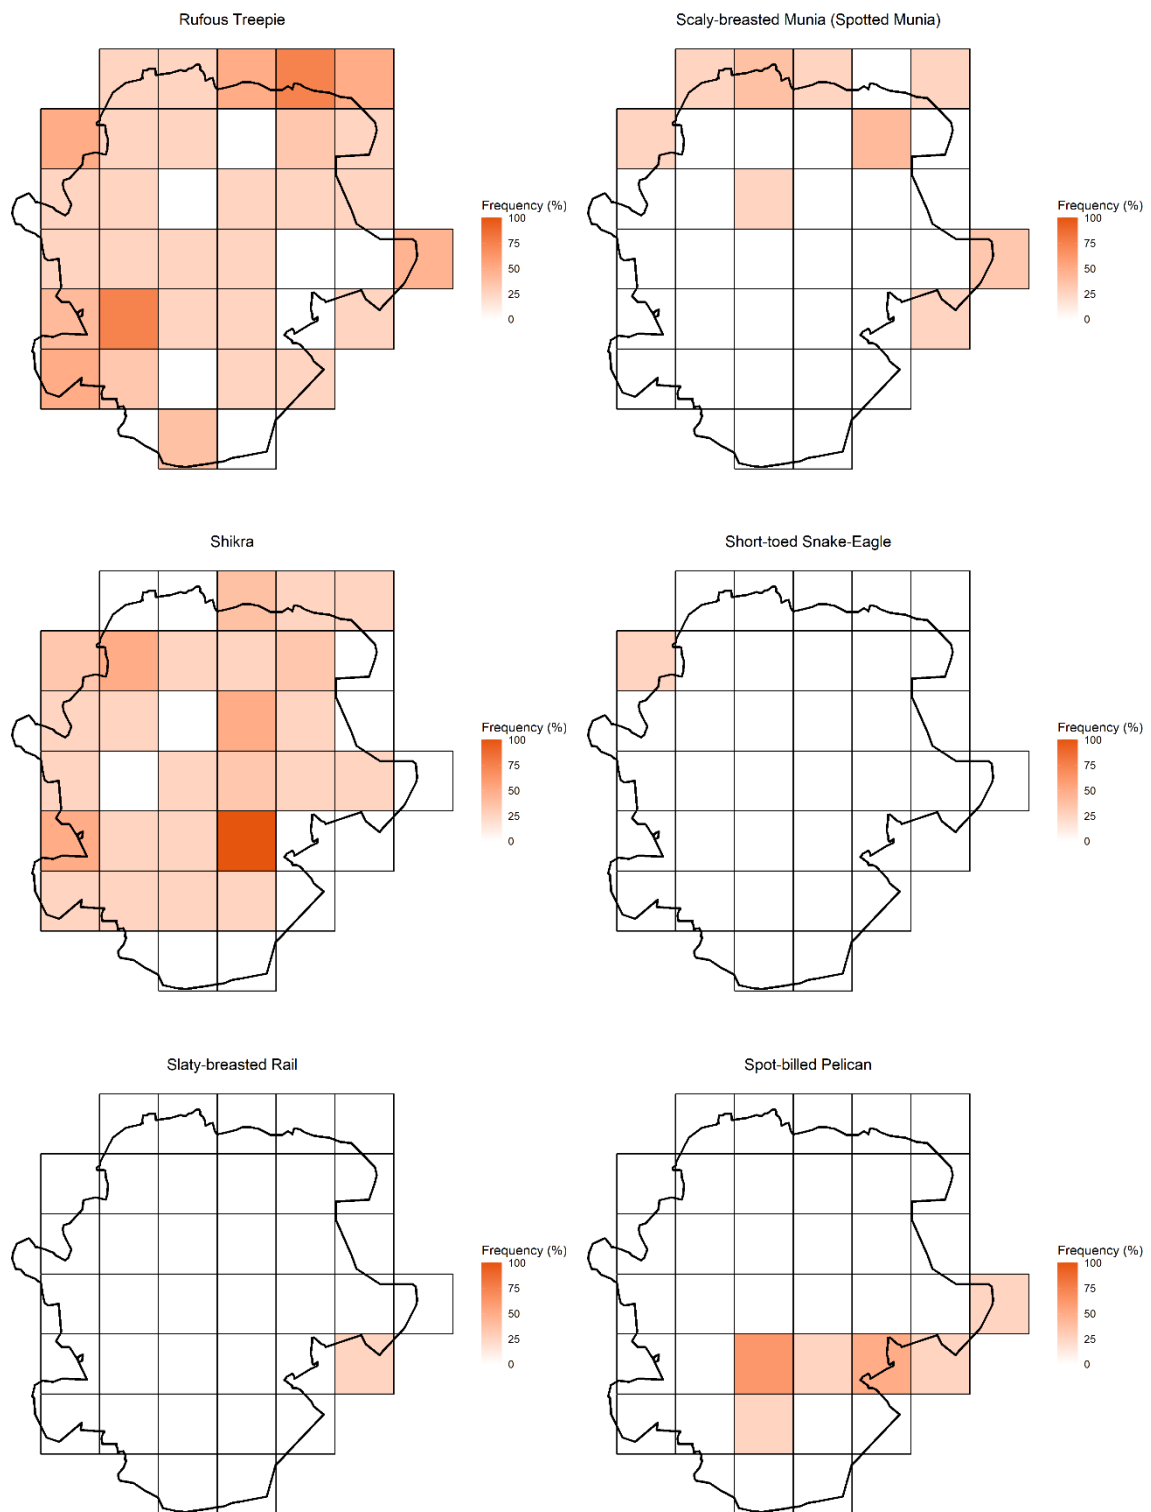 Rufous Treepie
Scaly-breasted Munia (Spotted Munia)
Frequency (%)
100
75
50
25
0
Frequency (%)
100
75
50
25
0
Shikra
Short-toed Snake-Eagle
Frequency (%)
100
75
50
25
0
Frequency (%)
100
75
50
25
0
Slaty-breasted Rail
Spot-billed Pelican
Frequency (%)
100
75
50
25
0
Frequency (%)
100
75
50
25
0